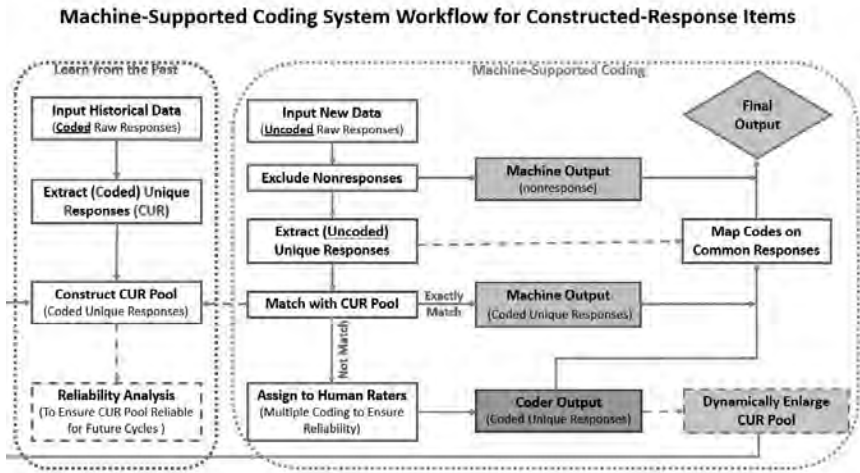 Machine-Supported Coding System Workflow for Constructed-Response Items
Learn from the Past
Input Historical Data
(Coded Raw Responses)
Extract (Coded) Unique
Responses (CUR)
Construct CUR Pool
(Coded Unique Responses)
Reliability Analysis
(To Ensure CUR Pool Reliable
for Future Cycles )
Machine-Supported Coding
Input New Data
(Uncoded Raw Responses)
Exclude Nonresponses
Machine Output
(nonresponse)
Extract (Uncoded)
Unique Responses
Match with CUR Pool
Exactly
Match
Machine Output
(Coded Unique Responses)
Not Match
Assign to Human Raters
(Multiple Coding to Ensure
Reliability)
Coder Output
(Coded Unique Responses)
Dynamically Enlarge
CUR Pool
Map Codes on
Common Responses
Final
Output